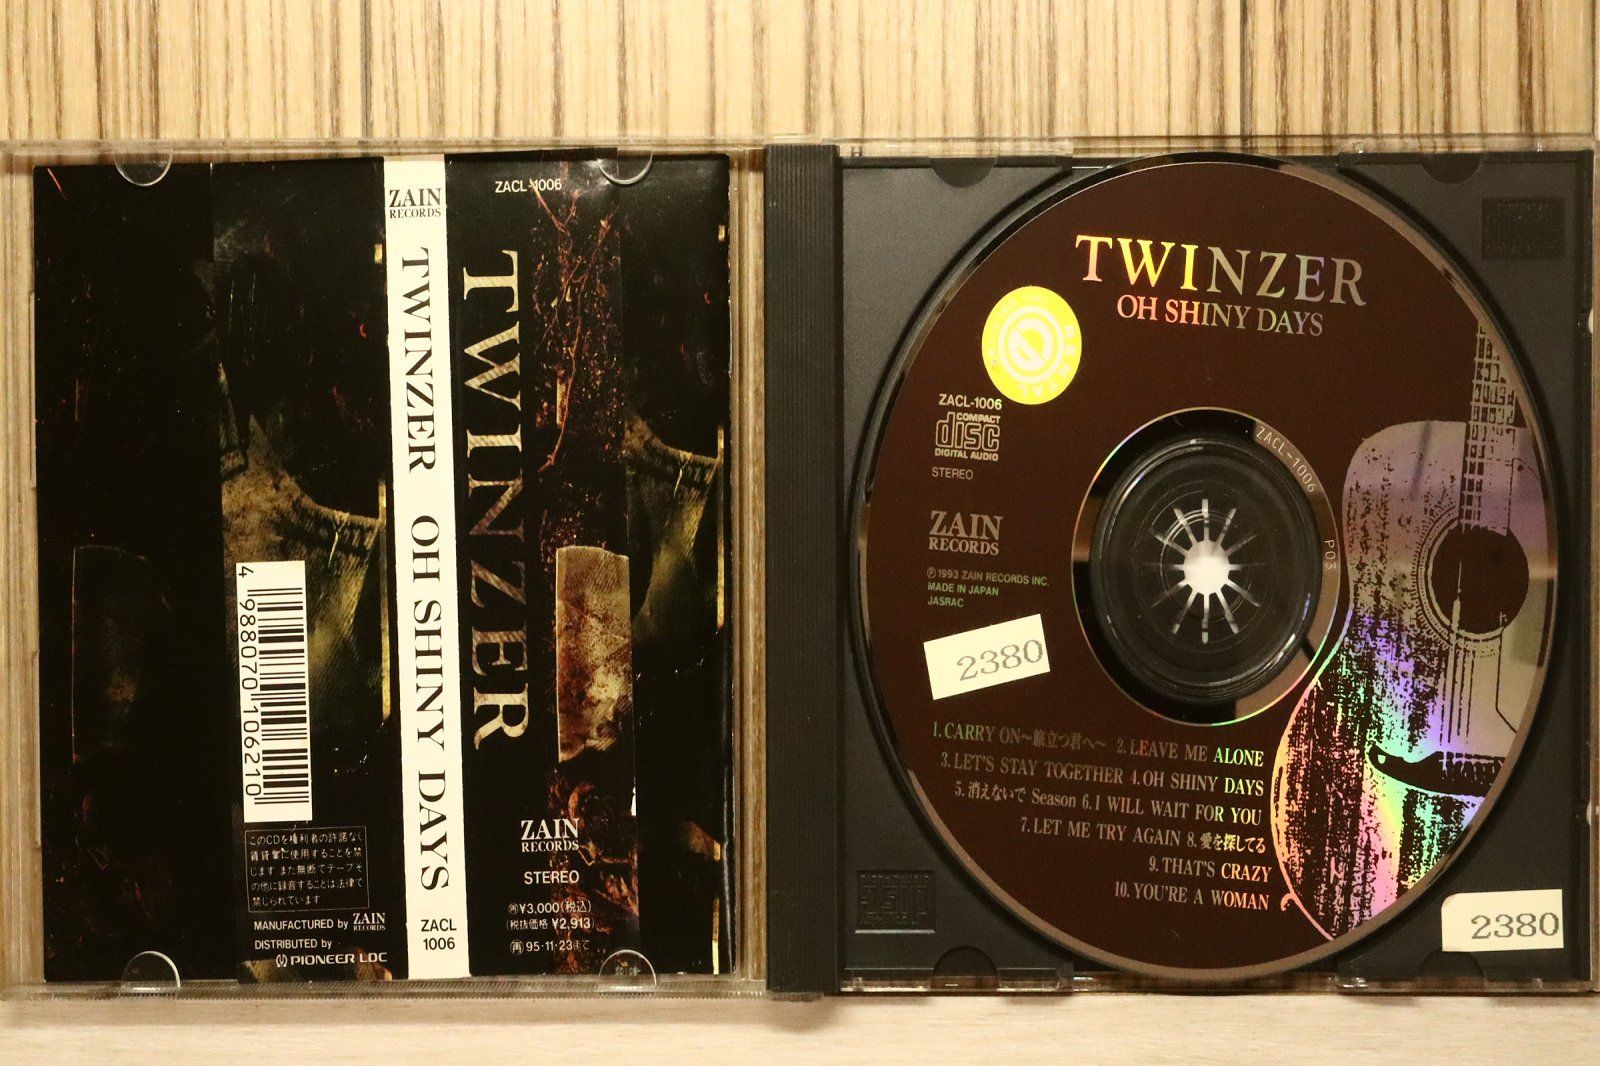 ZACL-1006
TWINZER
ZAIN
RECORDS
STEREO
再¥3,000(税込)
(税抜価格 ¥2,913)
再95・11・23まで
ZAIN
RECORDS
TWINZER OH SHINY DAYS
ZACL
1006
4 988070 106210
このCDを権利者の許諾なく
賃貸業に使用することを禁
じます また無断でテープそ
の他に録音することは法律で
禁じられています
MANUFACTURED by ZAIN
RECORDS
DISTRIBUTED by
PIONEER LDC
TWINZER
OH SHINY DAYS
RENTAL
ZACL-1006
COMPACT
disc
DIGITAL AUDIO
STEREO
ZAIN
RECORDS
Ⓟ1993 ZAIN RECORDS INC.
MADE IN JAPAN
JASRAC
2380
ZACL-1006
P03
1. CARRY ON〜旅立つ君へ〜 2. LEAVE ME ALONE
3. LET'S STAY TOGETHER 4. OH SHINY DAYS
5. 消えないで Season 6. I WILL WAIT FOR YOU
7. LET ME TRY AGAIN 8. 愛を探してる
9. THAT'S CRAZY
10. YOU'RE A WOMAN
2380